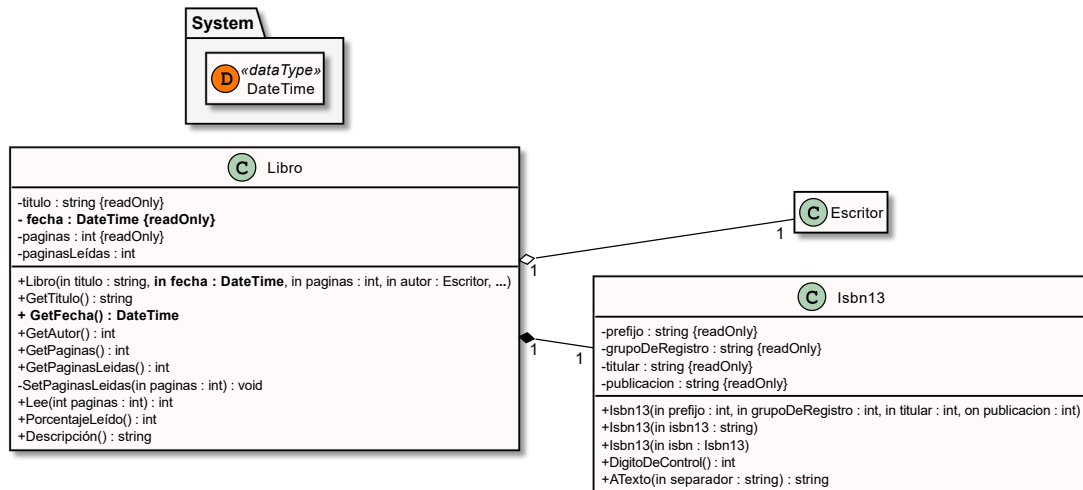 System
D «dataType»
DateTime
C Libro
-titulo : string {readOnly}
- fecha : DateTime {readOnly}
-paginas : int {readOnly}
-paginasLeídas : int
+Libro(in titulo : string, in fecha : DateTime, in paginas : int, in autor : Escritor, ...)
+GetTitulo() : string
+ GetFecha() : DateTime
+GetAutor() : int
+GetPaginas() : int
+GetPaginasLeidas() : int
-SetPaginasLeidas(in paginas : int) : void
+Lee(int paginas : int) : int
+PorcentajeLeído() : int
+Descripción() : string
1
1
C Escritor
1
1
C Isbn13
-prefijo : string {readOnly}
-grupoDeRegistro : string {readOnly}
-titular : string {readOnly}
-publicacion : string {readOnly}
+Isbn13(in prefijo : int, in grupoDeRegistro : int, in titular : int, on publicacion : int)
+Isbn13(in isbn13 : string)
+Isbn13(in isbn : Isbn13)
+DigitoDeControl() : int
+ATexto(in separador : string) : string